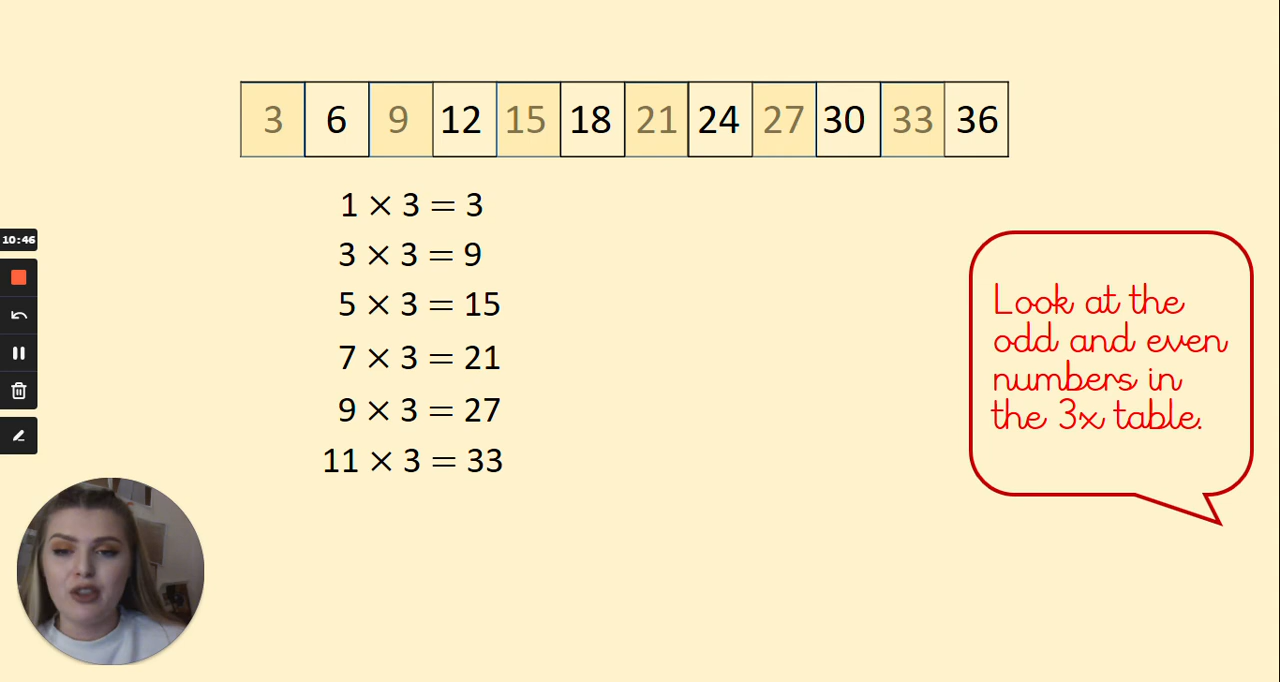 3 6 9 12 15 18 21 24 27 30 33 36
1 × 3 = 3
3 × 3 = 9
5 × 3 = 15
7 × 3 = 21
9 × 3 = 27
11 × 3 = 33
10:46
Look at the
odd and even
numbers in
the 3x table.